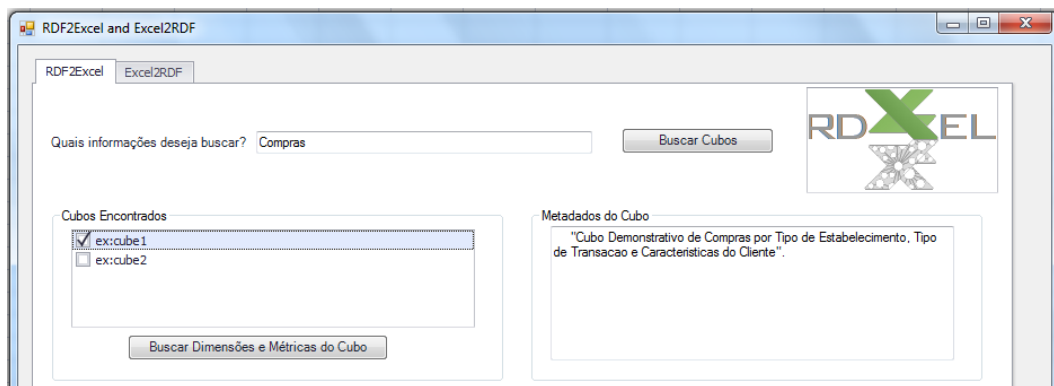 RDF2Excel and Excel2RDF
RDF2Excel Excel2RDF
Quais informações deseja buscar? Compras Buscar Cubos
RDXEL
Cubos Encontrados
ex:cube1
ex:cube2
Buscar Dimensões e Métricas do Cubo
Metadados do Cubo
"Cubo Demonstrativo de Compras por Tipo de Estabelecimento, Tipo
de Transacao e Caracteristicas do Cliente".